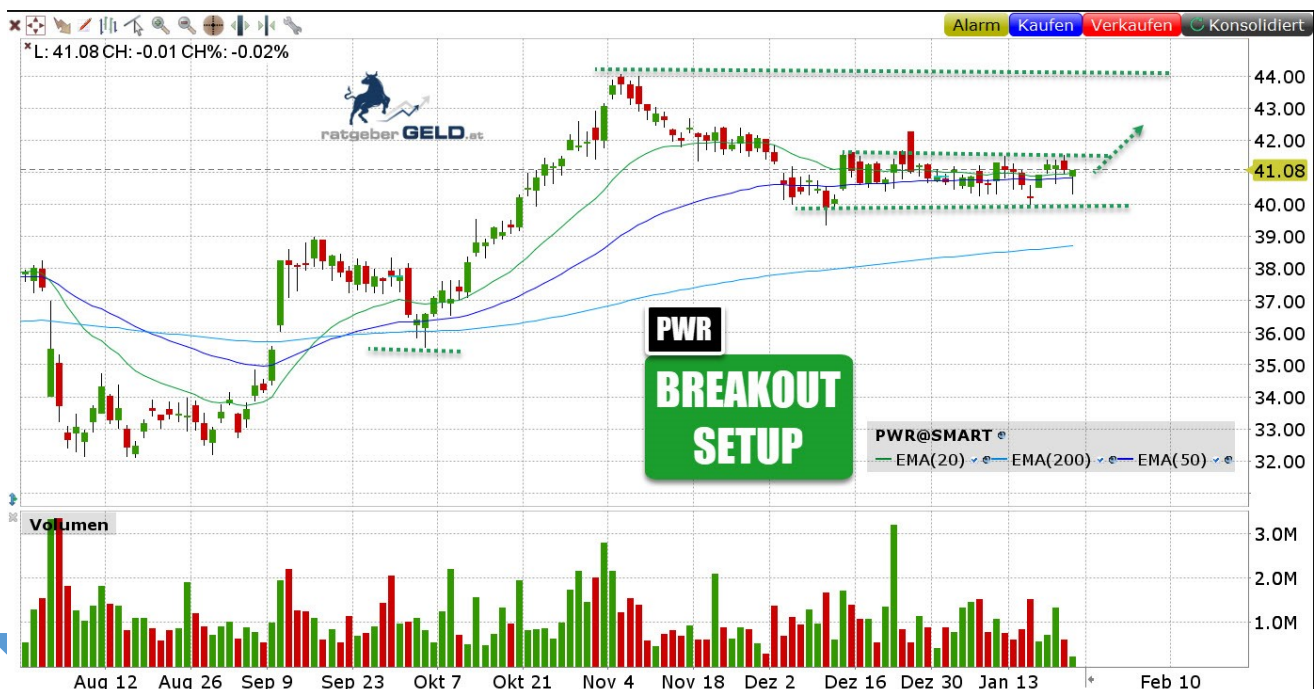 Alarm Kaufen Verkaufen Konsolidiert
L: 41.08 CH: -0.01 CH%: -0.02%
ratgeber GELD.at
44.00
43.00
42.00
41.08
40.00
39.00
38.00
37.00
36.00
35.00
34.00
33.00
32.00
PWR
BREAKOUT
SETUP
PWR@SMART
EMA(20) EMA(200) EMA(50)
Volumen
3.0M
2.0M
1.0M
Aug 12 Aug 26 Sep 9 Sep 23 Okt 7 Okt 21 Nov 4 Nov 18 Dez 2 Dez 16 Dez 30 Jan 13 Feb 10